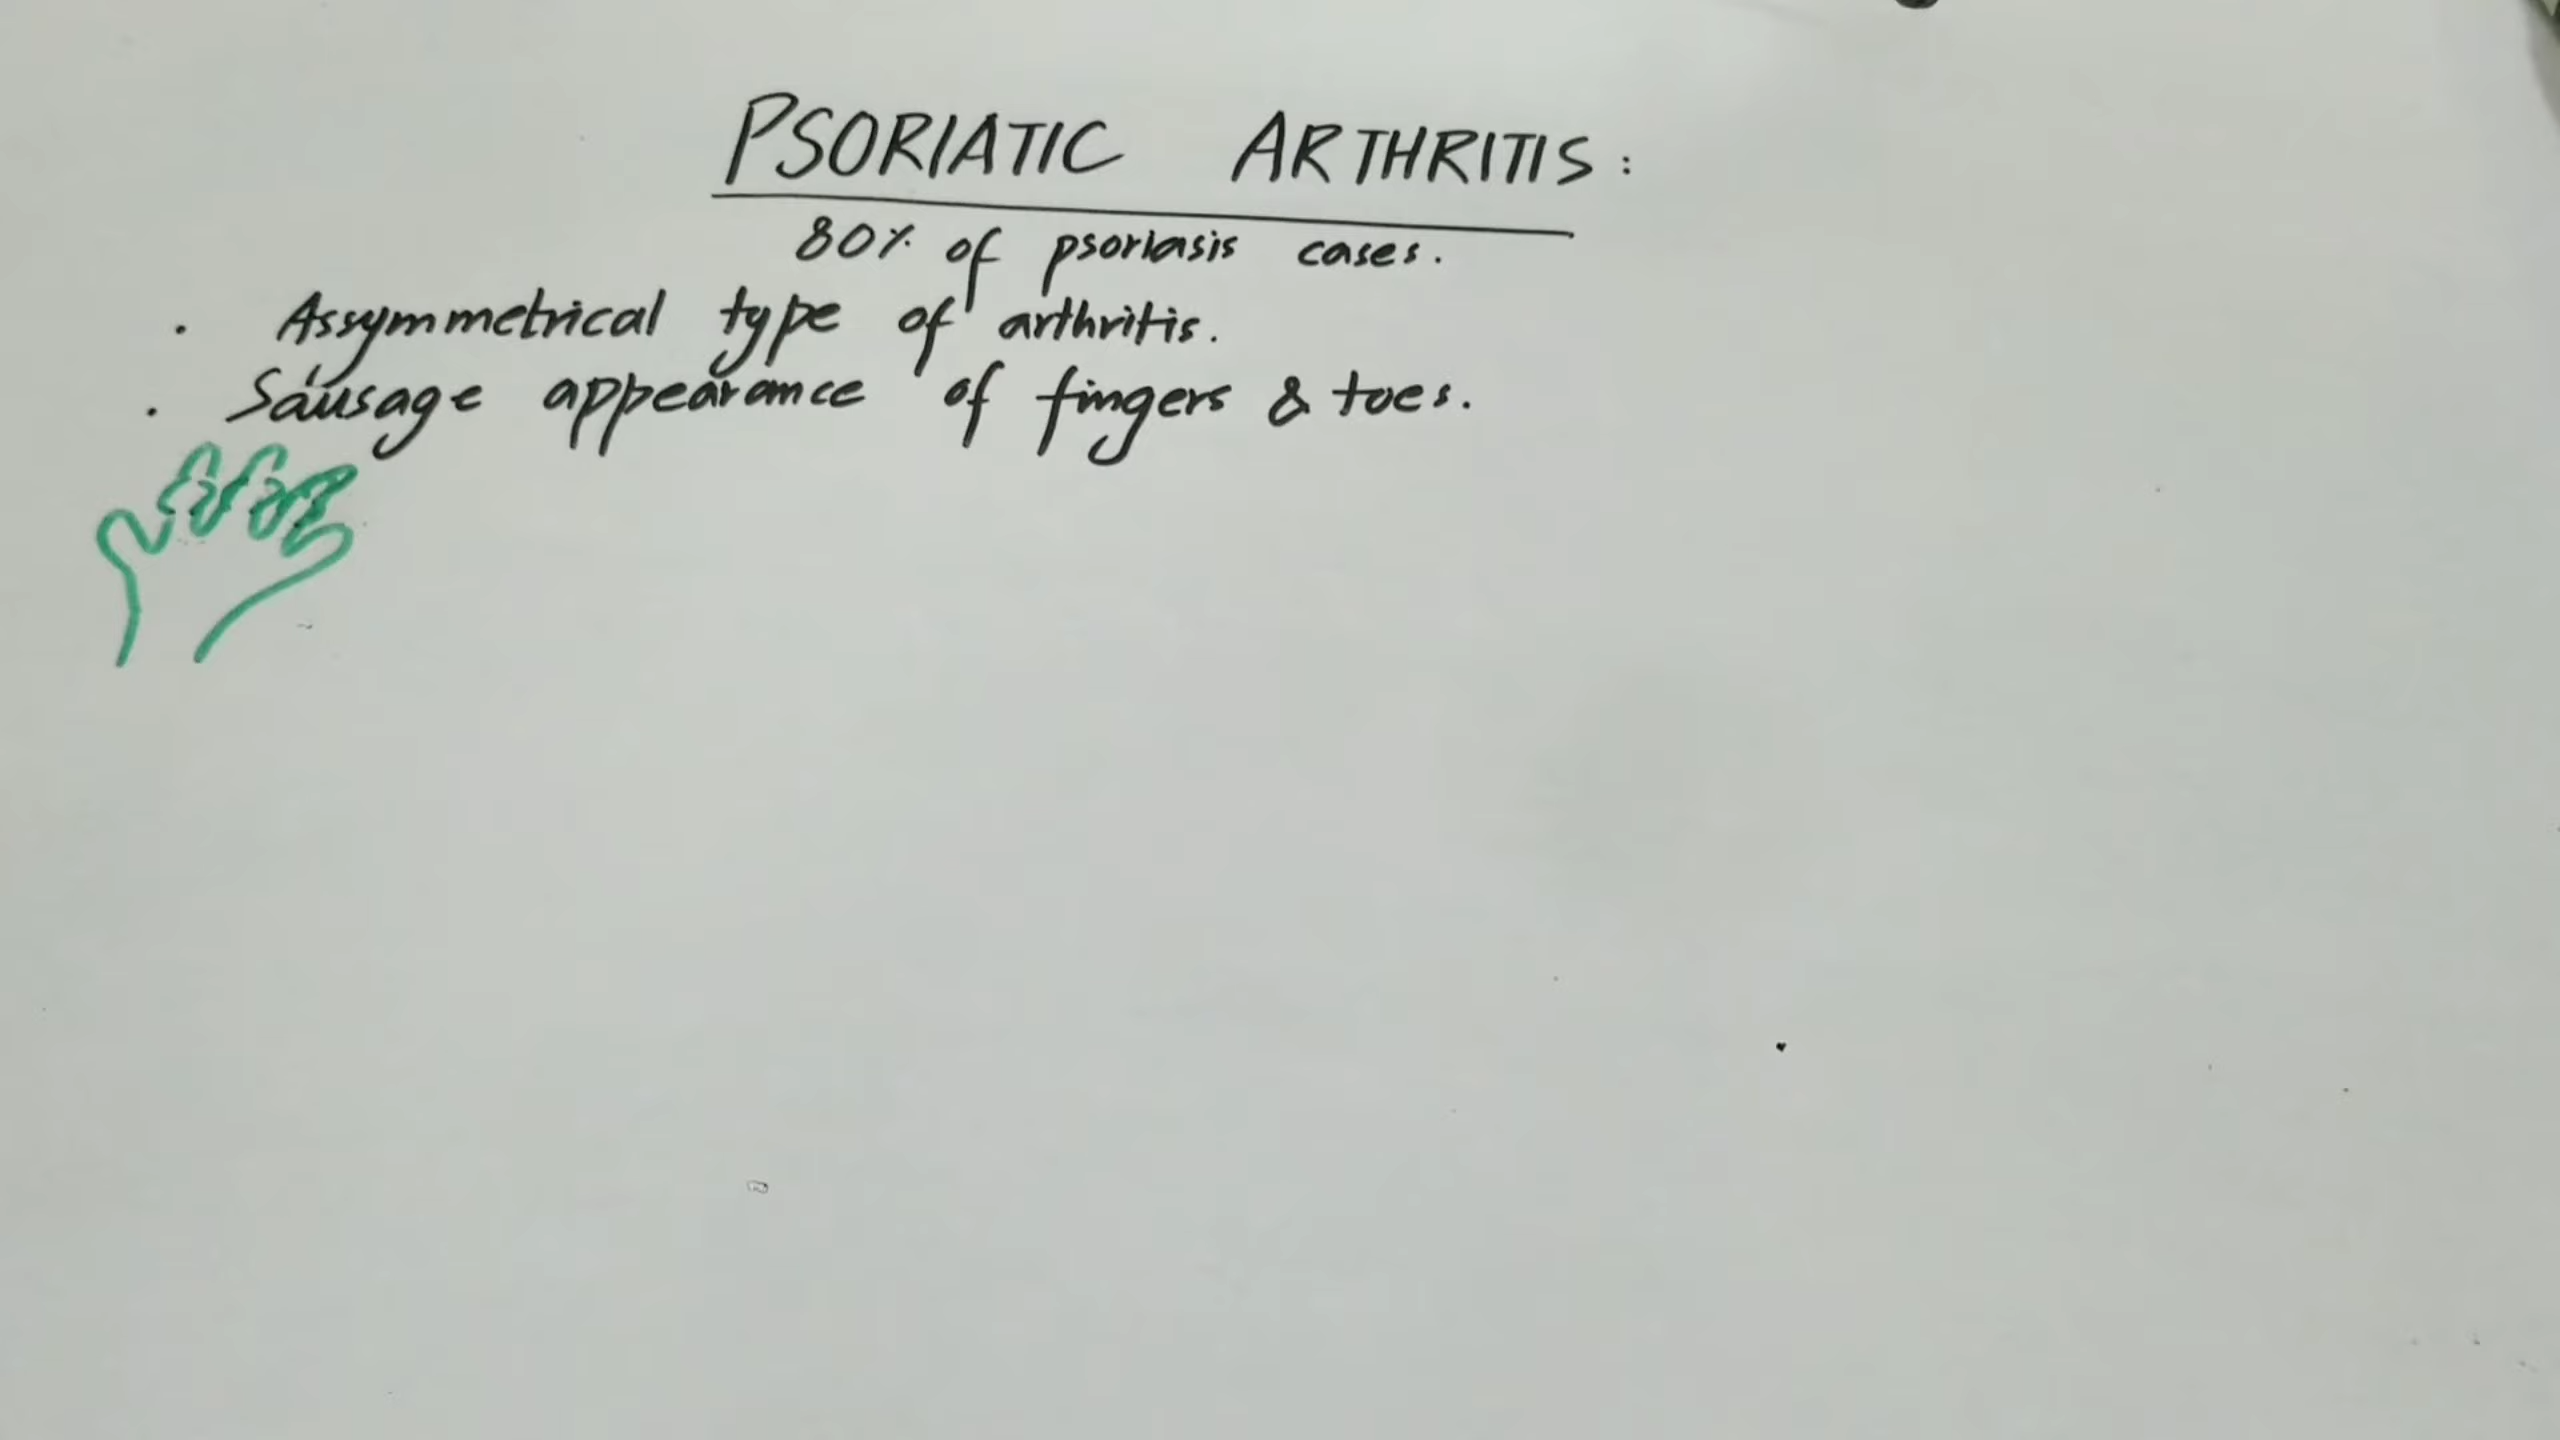 PSORIATIC ARTHRITIS:
80% of psoriasis cases.
. Assymmetrical type of arthritis.
. Sausage appearance of fingers & toes.